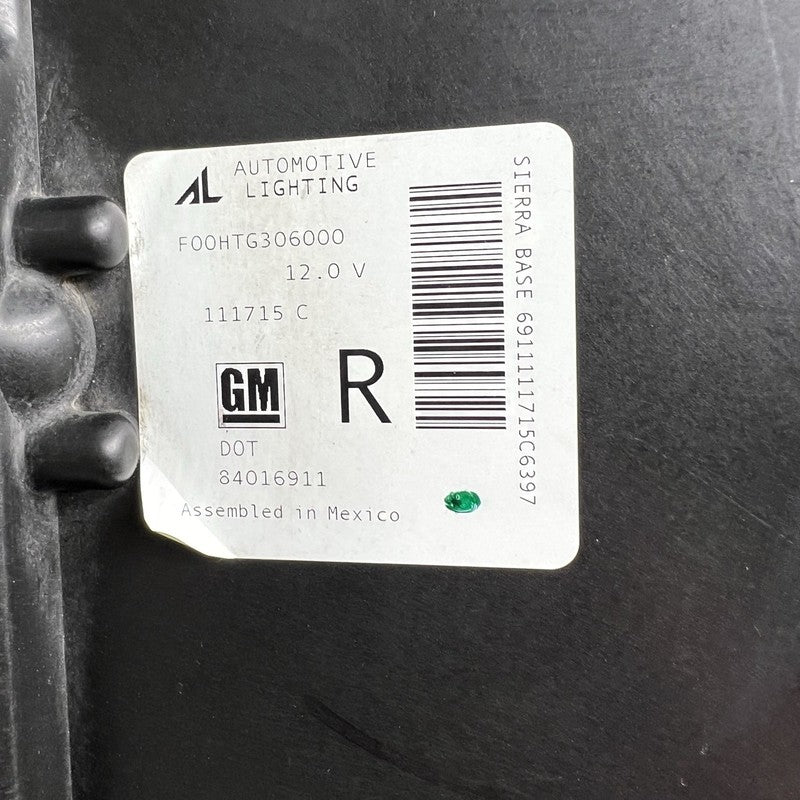 AL AUTOMOTIVE
LIGHTING
F00HTG306000
12.0 V
111715 C
GM R
DOT
84016911
Assembled in Mexico
SIERRA BASE 6911111715C6397